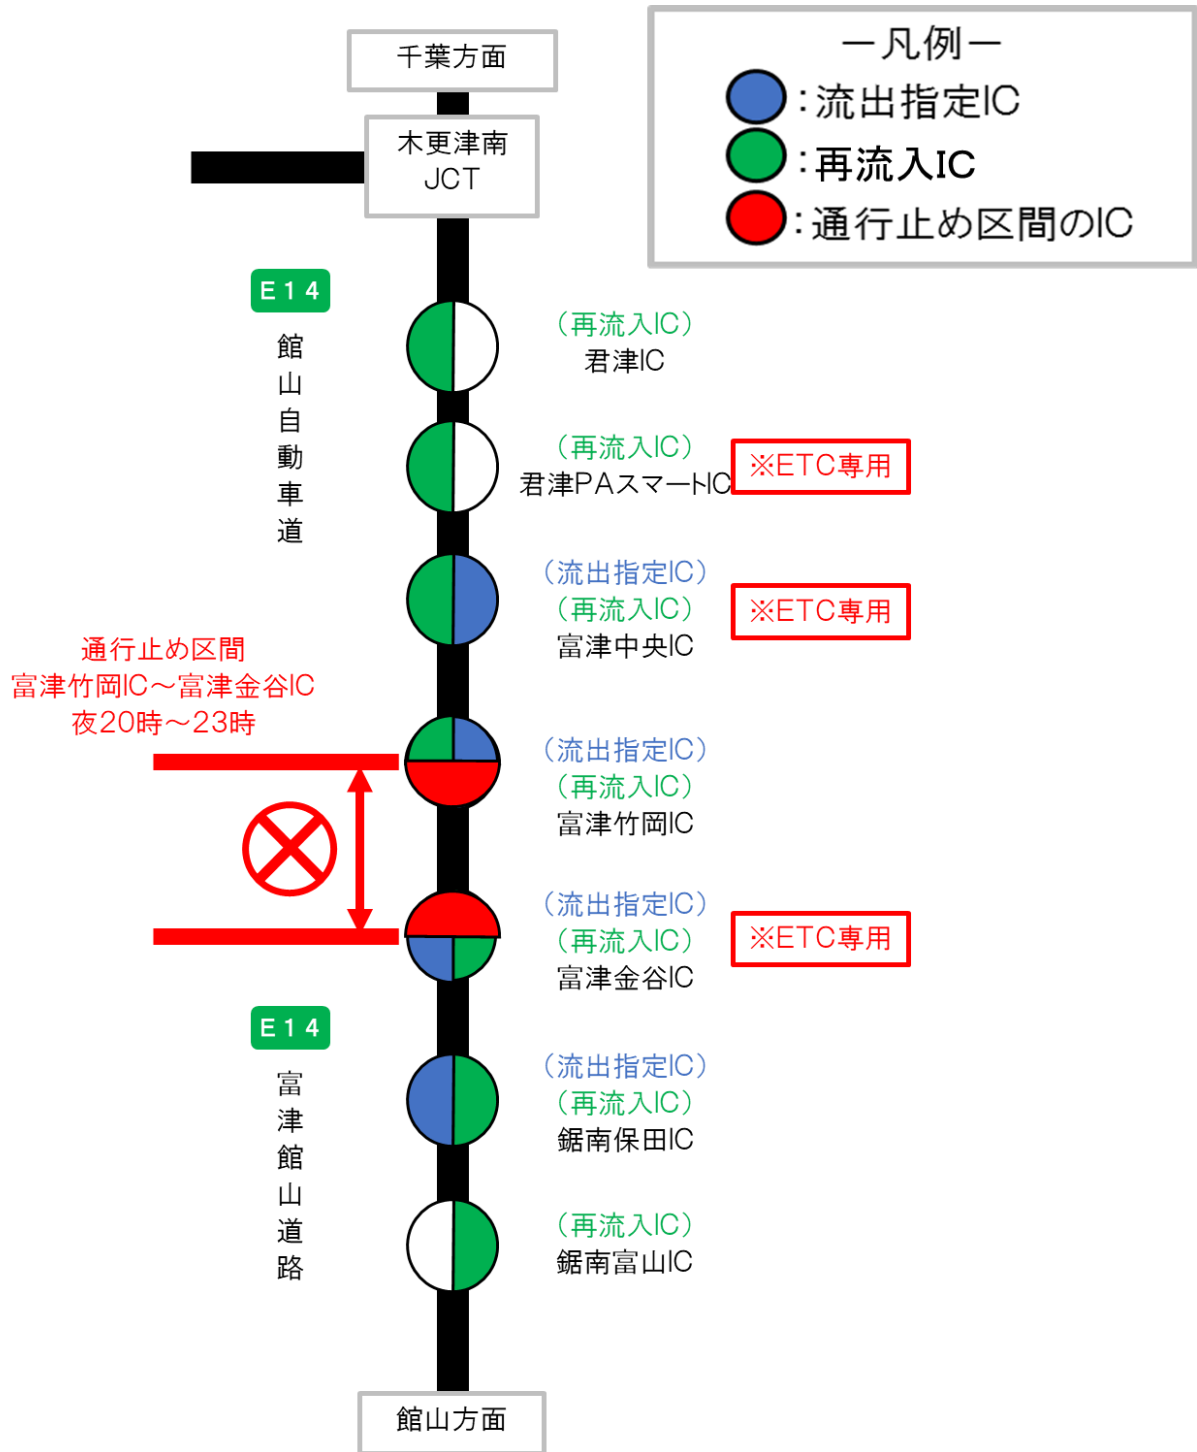 千葉方面
木更津南
JCT
－凡例－
：流出指定IC
：再流入IC
：通行止め区間のIC
E14
館山自動車道
（再流入IC）
君津IC
（再流入IC）
君津PAスマートIC
※ETC専用
（流出指定IC）
（再流入IC）
富津中央IC
※ETC専用
通行止め区間
富津竹岡IC～富津金谷IC
夜20時～23時
（流出指定IC）
（再流入IC）
富津竹岡IC
（流出指定IC）
（再流入IC）
富津金谷IC
※ETC専用
E14
富津館山道路
（流出指定IC）
（再流入IC）
鋸南保田IC
（再流入IC）
鋸南富山IC
館山方面